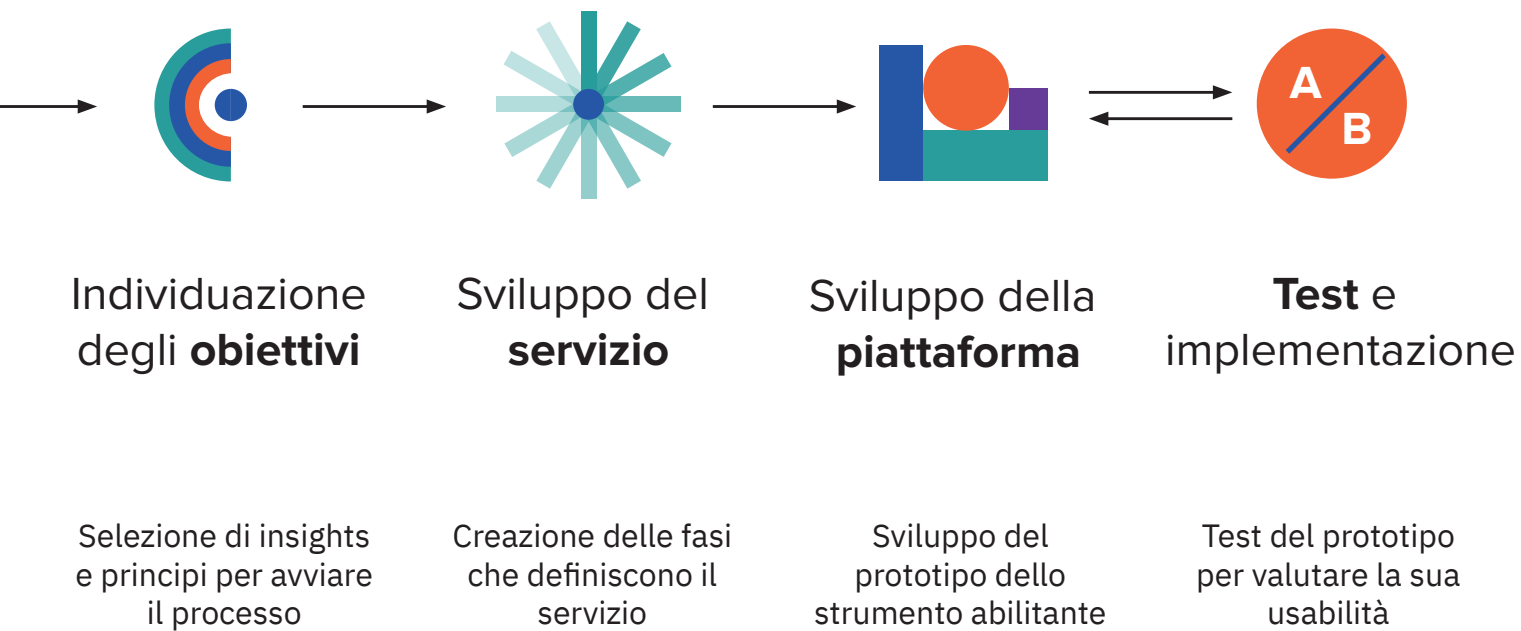 A
B
Individuazione
degli obiettivi
Sviluppo del
servizio
Sviluppo della
piattaforma
Test e
implementazione
Selezione di insights
e principi per avviare
il processo
Creazione delle fasi
che definiscono il
servizio
Sviluppo del
prototipo dello
strumento abilitante
Test del prototipo
per valutare la sua
usabilità